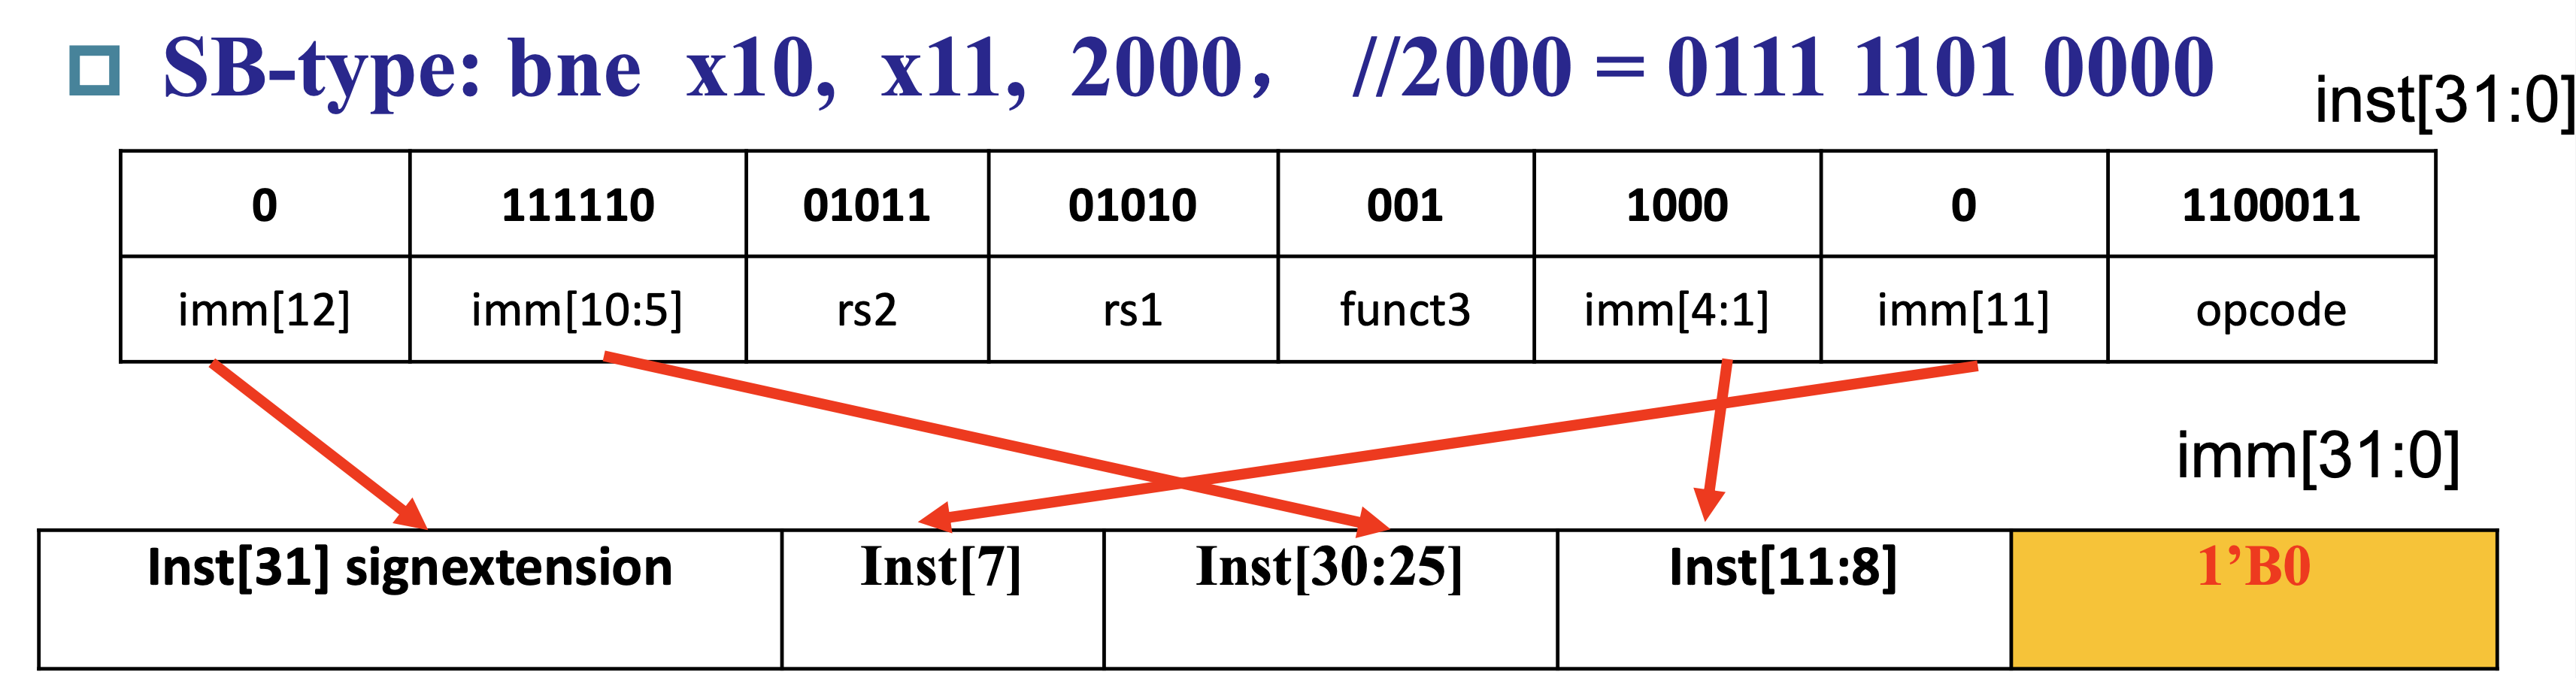 SB-type: bne x10, x11, 2000， //2000 = 0111 1101 0000
inst[31:0]
0 111110 01011 01010 001 1000 0 1100011
imm[12] imm[10:5] rs2 rs1 funct3 imm[4:1] imm[11] opcode
imm[31:0]
Inst[31] signextension Inst[7] Inst[30:25] Inst[11:8] 1’B0